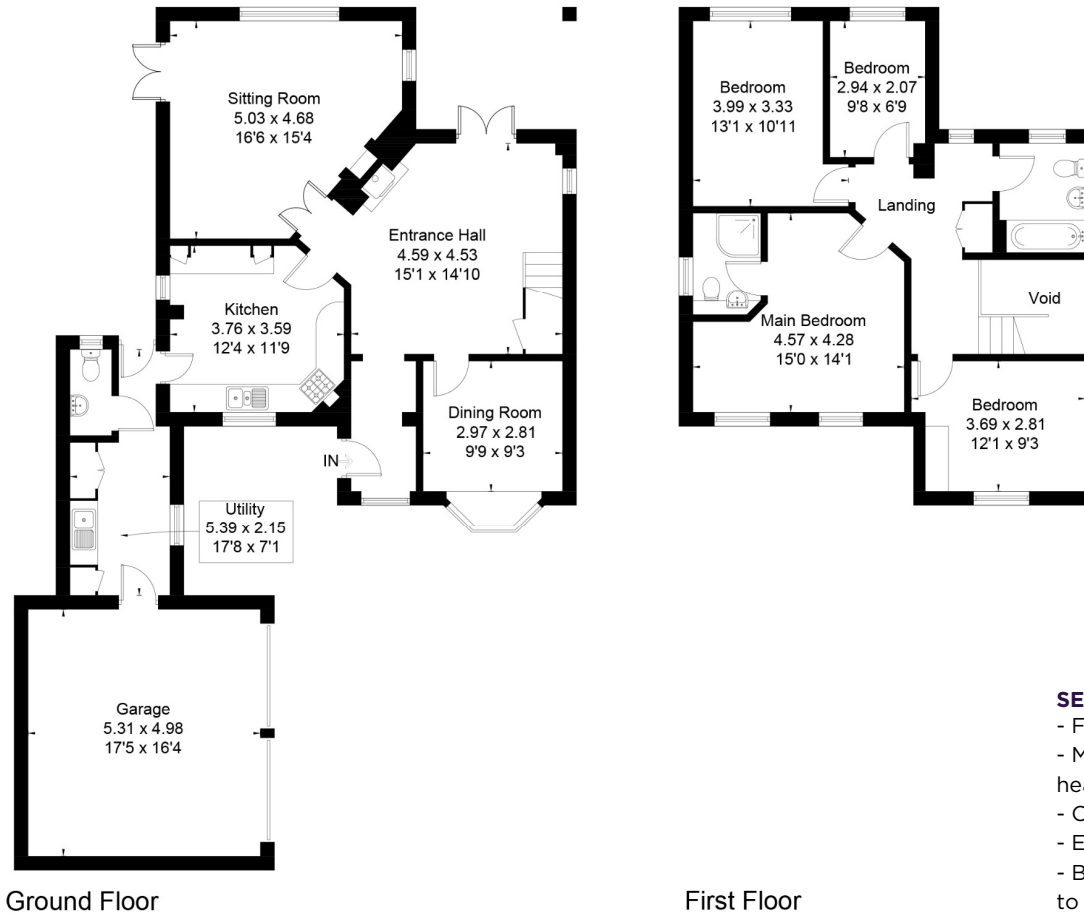 Sitting Room
5.03 x 4.68
16'6 x 15'4
Entrance Hall
4.59 x 4.53
15'1 x 14'10
Kitchen
3.76 x 3.59
12'4 x 11'9
Dining Room
2.97 x 2.81
9'9 x 9'3
IN
Utility
5.39 x 2.15
17'8 x 7'1
Garage
5.31 x 4.98
17'5 x 16'4
Ground Floor
Bedroom
3.99 x 3.33
13'1 x 10'11
Bedroom
2.94 x 2.07
9'8 x 6'9
Landing
Void
Main Bedroom
4.57 x 4.28
15'0 x 14'1
Bedroom
3.69 x 2.81
12'1 x 9'3
First Floor
SE
- F
- M
hea
- C
- E
- B
to